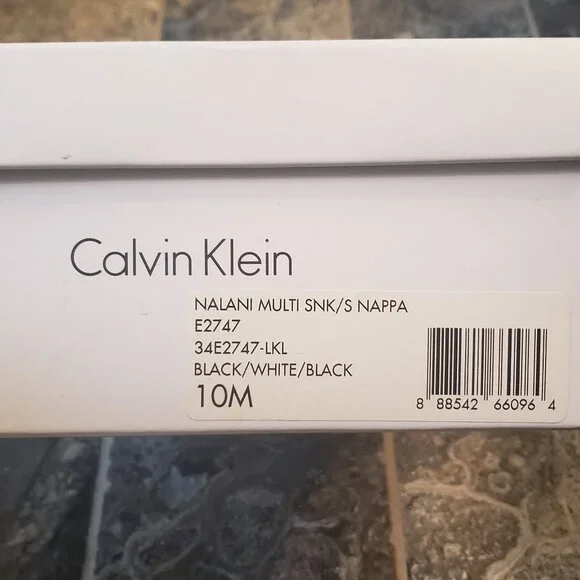 Calvin Klein
NALANI MULTI SNK/S NAPPA
E2747
34E2747-LKL
BLACK/WHITE/BLACK
10M
8 88542 66096 4